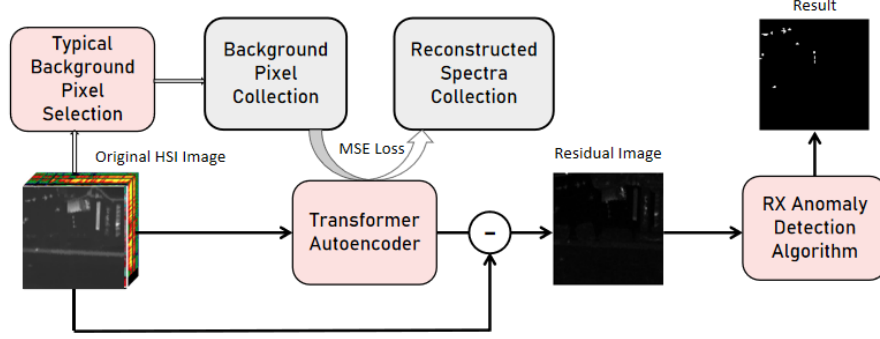 Result
Typical
Background
Pixel
Selection
Background
Pixel
Collection
Reconstructed
Spectra
Collection
MSE Loss
Original HSI Image
Residual Image
Transformer
Autoencoder
-
RX Anomaly
Detection
Algorithm